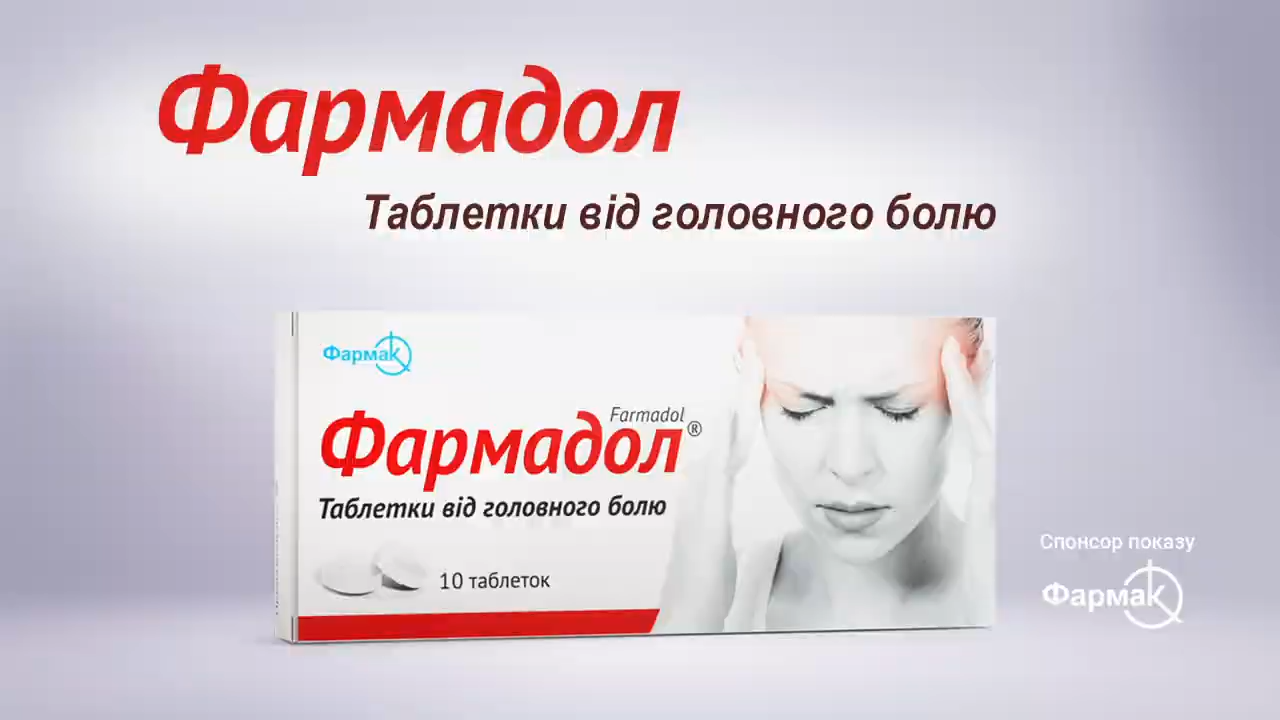 Фармадол
Таблетки від головного болю
Фармак
Farmadol
Фармадол®
Таблетки від головного болю
10 таблеток
Спонсор показу
Фармак